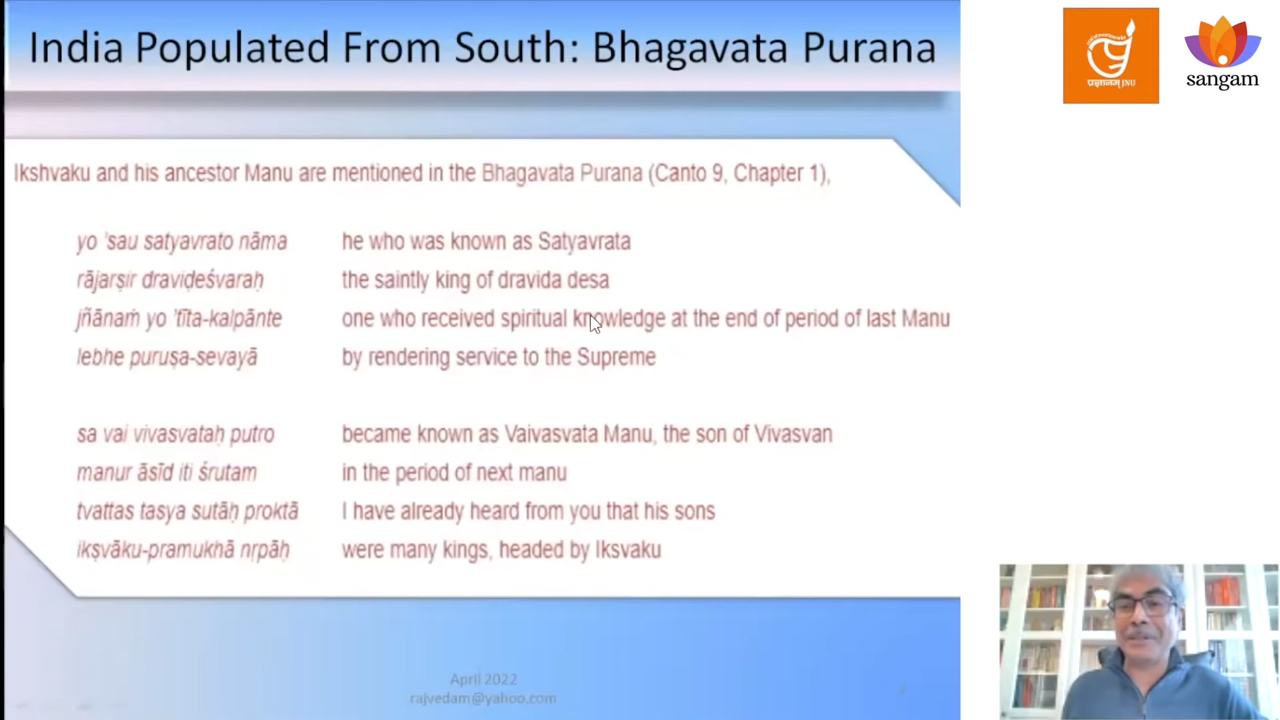 India Populated From South: Bhagavata Purana
Ikshvaku and his ancestor Manu are mentioned in the Bhagavata Purana (Canto 9, Chapter 1),
yo 'sau satyavrato nāma he who was known as Satyavrata
rājarṣir draviḍeśvaraḥ the saintly king of dravida desa
jñānaṁ yo 'tīta-kalpānte one who received spiritual knowledge at the end of period of last Manu
lebhe puruṣa-sevayā by rendering service to the Supreme
sa vai vivasvataḥ putro became known as Vaivasvata Manu, the son of Vivasvan
manur āsīd iti śrutam in the period of next manu
tvattas tasya sutāḥ proktā I have already heard from you that his sons
ikṣvāku-pramukhā nṛpāḥ were many kings, headed by Iksvaku
April 2022
rajvedam@yahoo.com
JNU
sangam